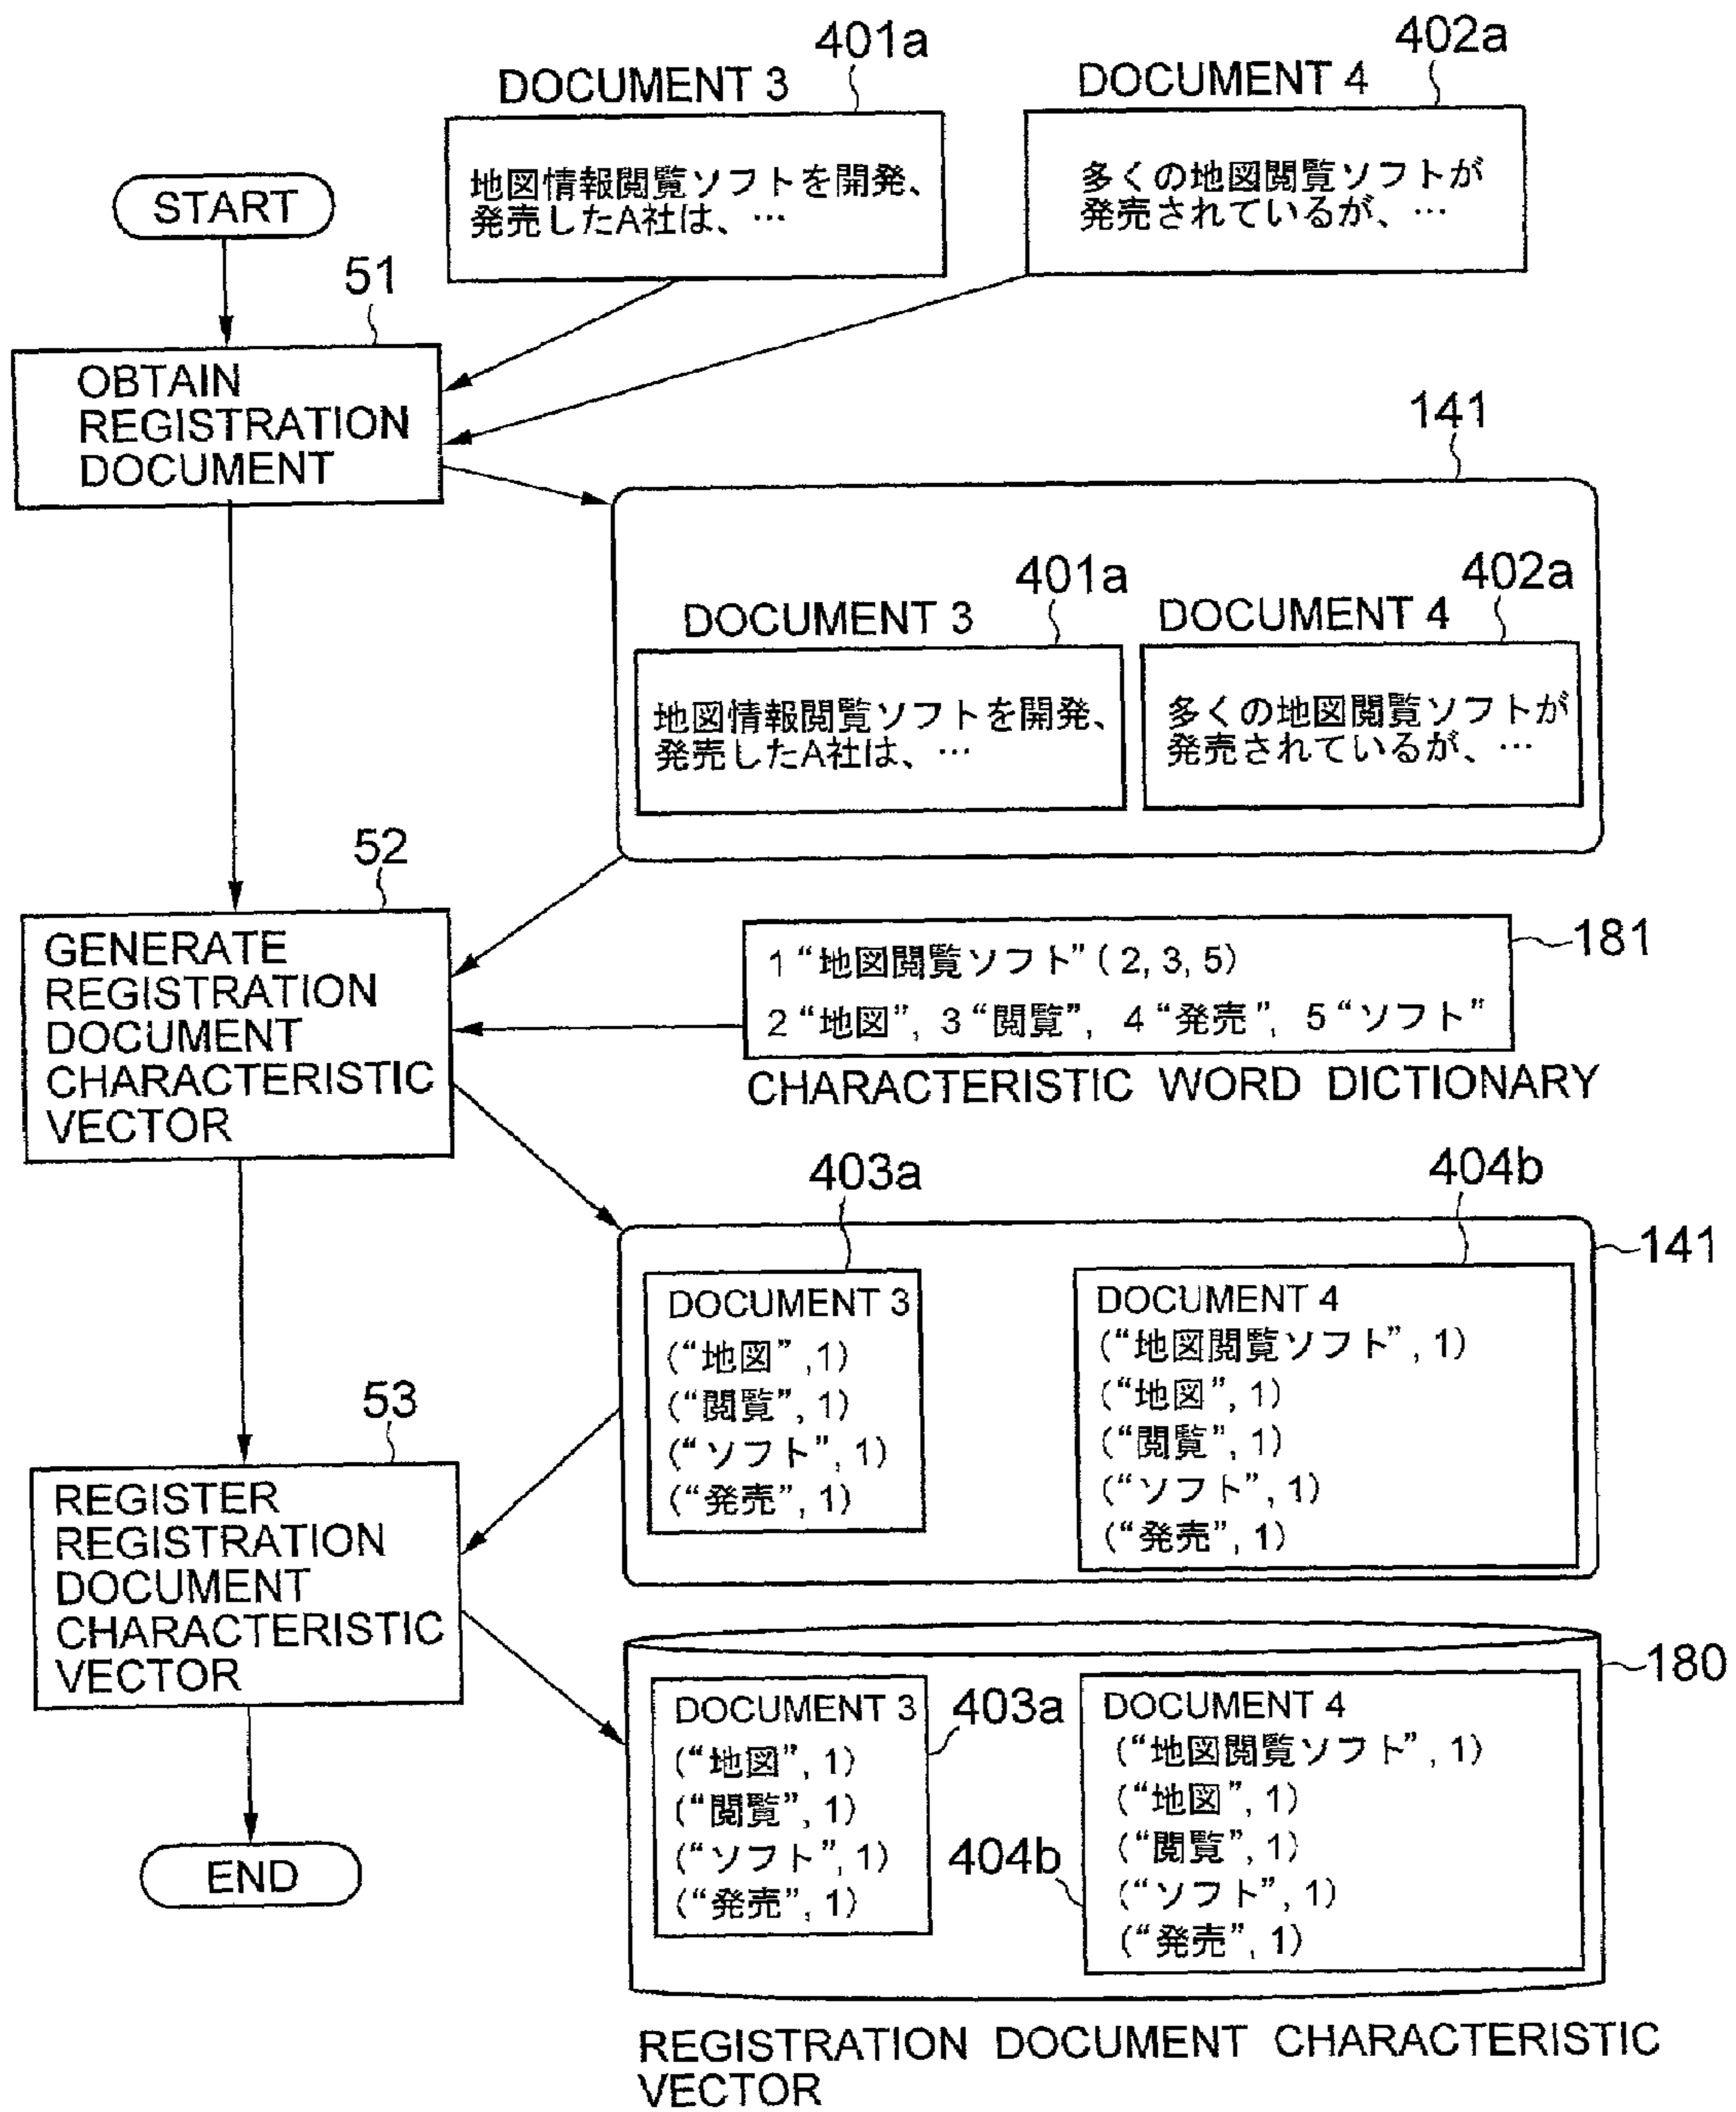 401a
402a
DOCUMENT 3
DOCUMENT 4
地図情報閲覧ソフトを開発、
発売したA社は、…
多くの地図閲覧ソフトが
発売されているが、…
START
51
OBTAIN
REGISTRATION
DOCUMENT
141
401a
402a
DOCUMENT 3
DOCUMENT 4
地図情報閲覧ソフトを開発、
発売したA社は、…
多くの地図閲覧ソフトが
発売されているが、…
52
GENERATE
REGISTRATION
DOCUMENT
CHARACTERISTIC
VECTOR
181
1 “地図閲覧ソフト” ( 2, 3, 5)
2 “地図”, 3 “閲覧”, 4 “発売”, 5 “ソフト”
CHARACTERISTIC WORD DICTIONARY
403a
404b
141
DOCUMENT 3
(“地図” ,1)
(“閲覧”, 1)
(“ソフト”, 1)
(“発売”, 1)
DOCUMENT 4
(“地図閲覧ソフト”, 1)
(“地図”, 1)
(“閲覧”, 1)
(“ソフト”, 1)
(“発売”, 1)
53
REGISTER
REGISTRATION
DOCUMENT
CHARACTERISTIC
VECTOR
180
DOCUMENT 3
403a
(“地図”, 1)
(“閲覧”, 1)
(“ソフト”, 1)
(“発売”, 1)
DOCUMENT 4
404b
(“地図閲覧ソフト”, 1)
(“地図”, 1)
(“閲覧”, 1)
(“ソフト”, 1)
(“発売”, 1)
END
REGISTRATION DOCUMENT CHARACTERISTIC
VECTOR